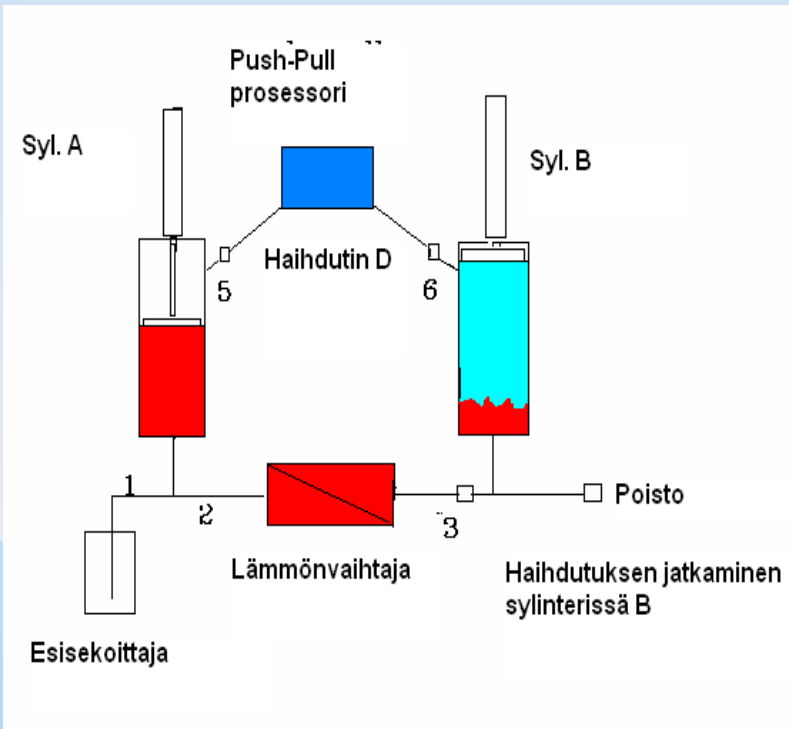 Push-Pull
prosessori
Syl. A
Syl. B
Haihdutin D
5
6
1
2
3
Poisto
Lämmönvaihtaja
Haihdutuksen jatkaminen
sylinterissä B
Esisekoittaja